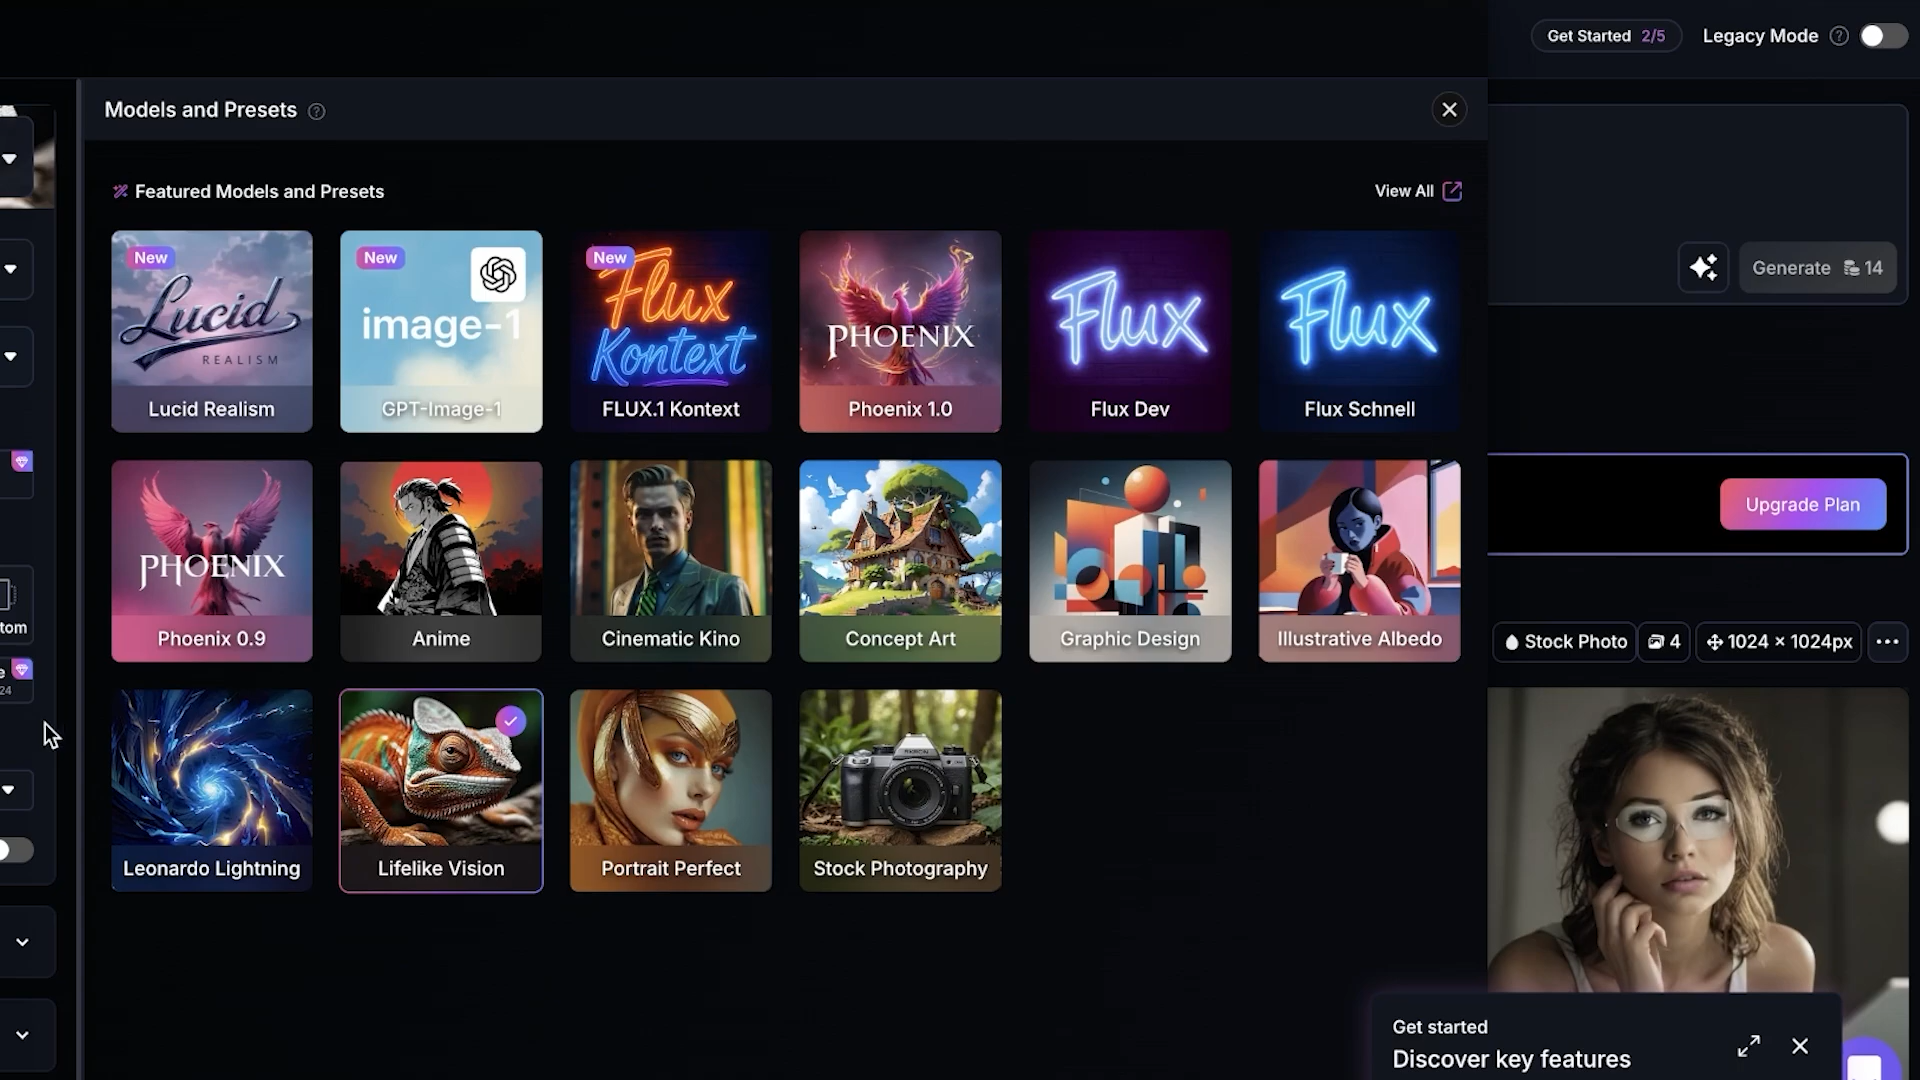 Get Started 2/5
Legacy Mode ?
Models and Presets ?
Featured Models and Presets
View All
New
Lucid
REALISM
Lucid Realism
New
image-1
GPT-Image-1
New
Flux
Kontext
FLUX.1 Kontext
PHOENIX
Phoenix 1.0
Flux
Flux Dev
Flux
Flux Schnell
Generate 14
PHOENIX
Phoenix 0.9
Anime
Cinematic Kino
Concept Art
Graphic Design
Illustrative Albedo
Upgrade Plan
tom
e
24
Stock Photo
4
1024 × 1024px
Leonardo Lightning
Lifelike Vision
Portrait Perfect
Stock Photography
Get started
Discover key features